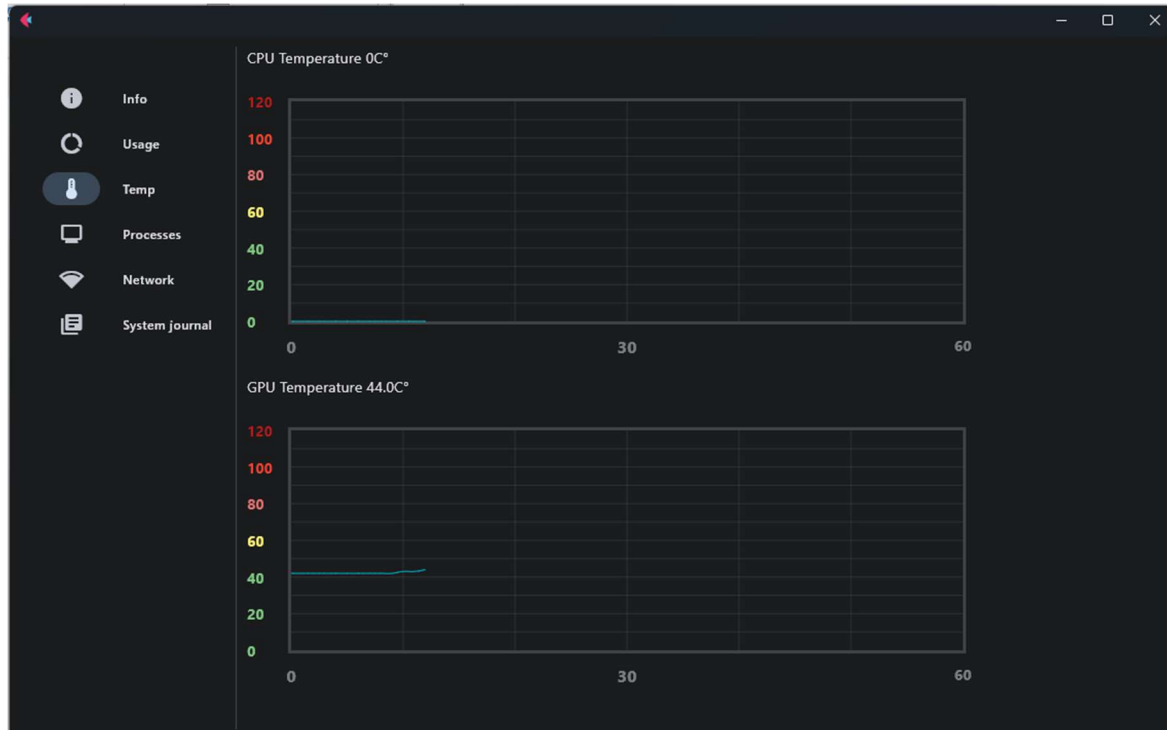 CPU Temperature 0C°
Info
Usage
Temp
Processes
Network
System journal
120
100
80
60
40
20
0
0 30 60
GPU Temperature 44.0C°
120
100
80
60
40
20
0
0 30 60